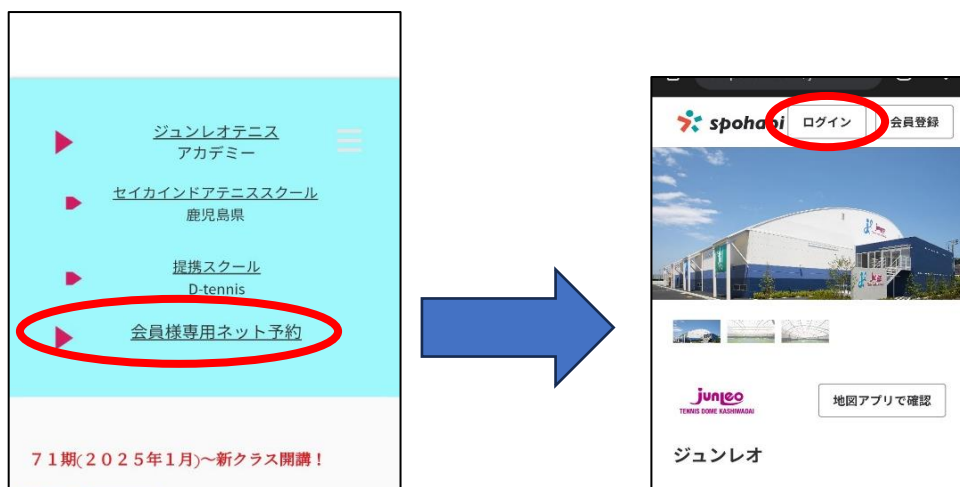 ジュンレオテニス
アカデミー
セイカインドアテニススクール
鹿児島県
提携スクール
D-tennis
会員様専用ネット予約
７１期(２０２５年１月)～新クラス開講！
spohabi
ログイン
会員登録
junleo
junleo
TENNIS DOME KASHIWADAI
地図アプリで確認
ジュンレオ